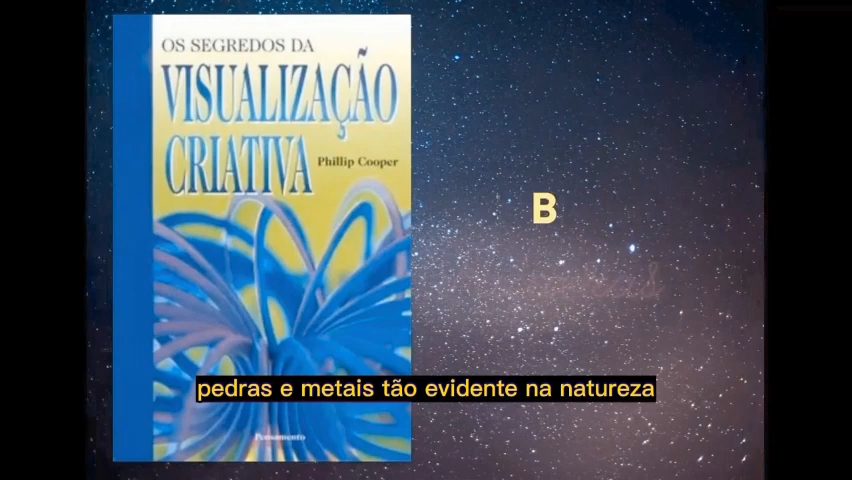 OS SEGREDOS DA
VISUALIZAÇÃO
CRIATIVA
Phillip Cooper
B
pedras e metais tão evidente na natureza
Pensamento